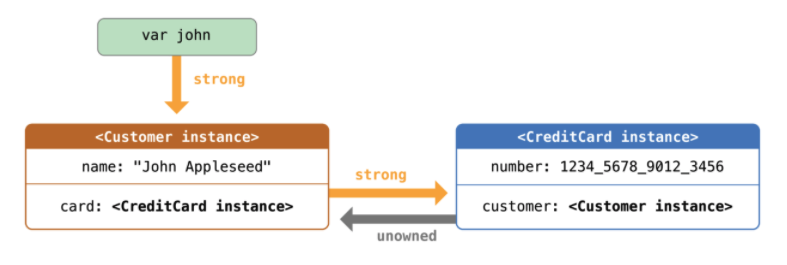 var john
strong
<Customer instance>
name: "John Appleseed"
card: <CreditCard instance>
strong
unowned
<CreditCard instance>
number: 1234_5678_9012_3456
customer: <Customer instance>